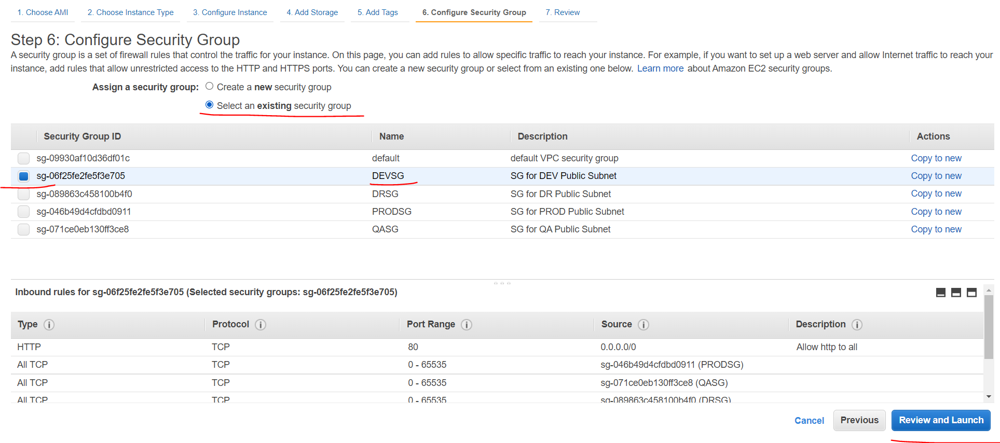 1. Choose AMI 2. Choose Instance Type 3. Configure Instance 4. Add Storage 5. Add Tags 6. Configure Security Group 7. Review
Step 6: Configure Security Group
A security group is a set of firewall rules that control the traffic for your instance. On this page, you can add rules to allow specific traffic to reach your instance. For example, if you want to set up a web server and allow Internet traffic to reach your
instance, add rules that allow unrestricted access to the HTTP and HTTPS ports. You can create a new security group or select from an existing one below. Learn more about Amazon EC2 security groups.
Assign a security group: Create a new security group
Select an existing security group
Security Group ID Name Description Actions
sg-09930af10d36df01c default default VPC security group Copy to new
sg-06f25fe2fe5f3e705 DEVSG SG for DEV Public Subnet Copy to new
sg-089863c458100b4f0 DRSG SG for DR Public Subnet Copy to new
sg-046b49d4cfdbd0911 PRODSG SG for PROD Public Subnet Copy to new
sg-071ce0eb130ff3ce8 QASG SG for QA Public Subnet Copy to new
Inbound rules for sg-06f25fe2fe5f3e705 (Selected security groups: sg-06f25fe2fe5f3e705)
Type Protocol Port Range Source Description
HTTP TCP 80 0.0.0.0/0 Allow http to all
All TCP TCP 0 - 65535 sg-046b49d4cfdbd0911 (PRODSG)
All TCP TCP 0 - 65535 sg-071ce0eb130ff3ce8 (QASG)
All TCP TCP 0 - 65535 sg-089863c458100b4f0 (DRSG)
Cancel Previous Review and Launch